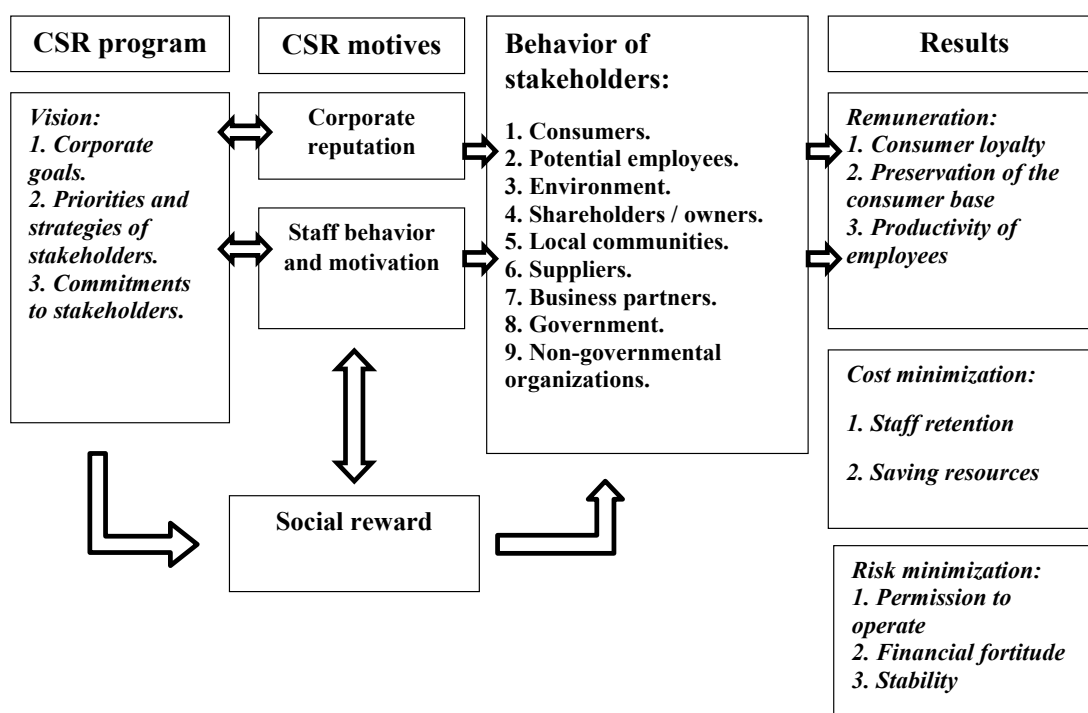 CSR program
CSR motives
Behavior of
stakeholders:
1. Consumers.
2. Potential employees.
3. Environment.
4. Shareholders / owners.
5. Local communities.
6. Suppliers.
7. Business partners.
8. Government.
9. Non-governmental
organizations.
Results
Vision:
1. Corporate
goals.
2. Priorities and
strategies of
stakeholders.
3. Commitments
to stakeholders.
Corporate
reputation
Staff behavior
and motivation
Social reward
Remuneration:
1. Consumer loyalty
2. Preservation of the
consumer base
3. Productivity of
employees
Cost minimization:
1. Staff retention
2. Saving resources
Risk minimization:
1. Permission to
operate
2. Financial fortitude
3. Stability